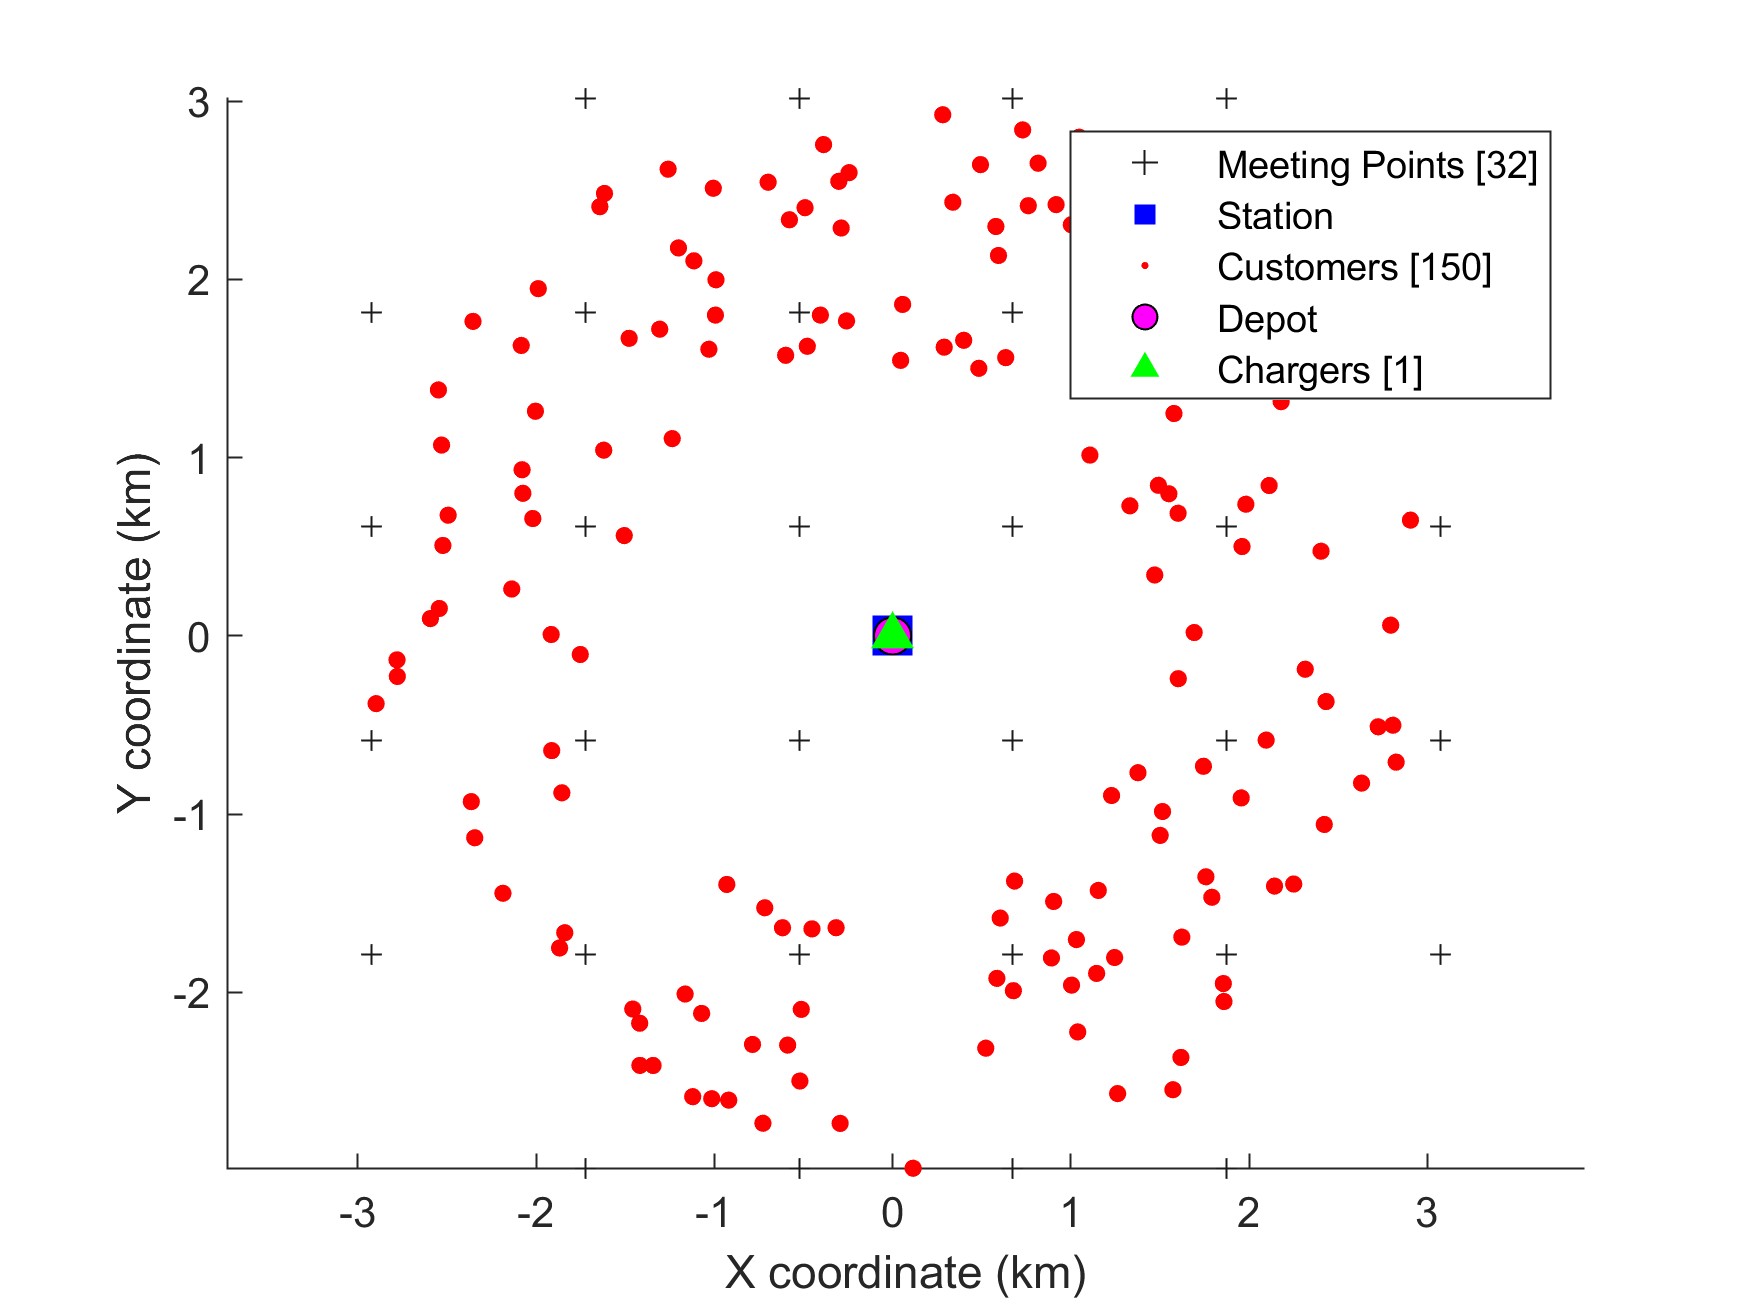 3
2
1
0
-1
-2
Y coordinate (km)
Meeting Points [32]
Station
Customers [150]
Depot
Chargers [1]
-3
-2
-1
0
1
2
3
X coordinate (km)